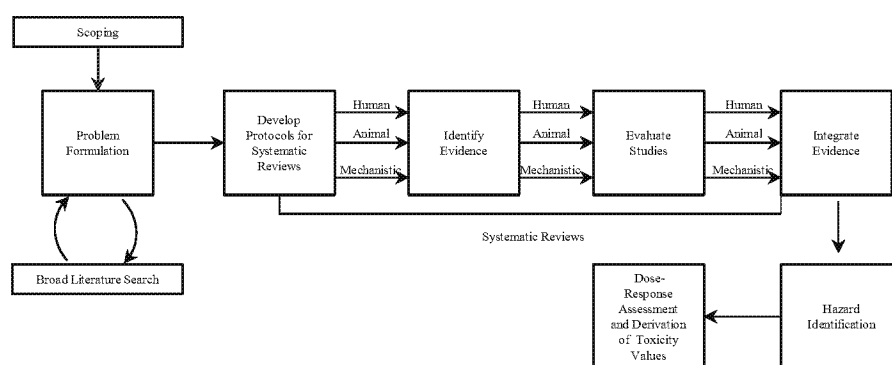 Scoping
Problem
Formulation
Broad Literature Search
Develop
Protocols for
Systematic
Reviews
Human
Animal
Mechanistic
Identify
Evidence
Human
Animal
Mechanistic
Evaluate
Studies
Human
Animal
Mechanistic
Integrate
Evidence
Systematic Reviews
Hazard
Identification
Dose-
Response
Assessment
and Derivation
of Toxicity
Values